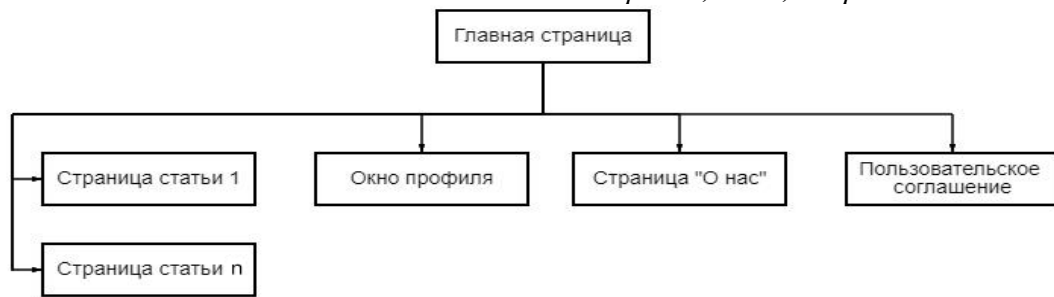 Главная страница
Страница статьи 1
Окно профиля
Страница "О нас"
Пользовательское
соглашение
Страница статьи n